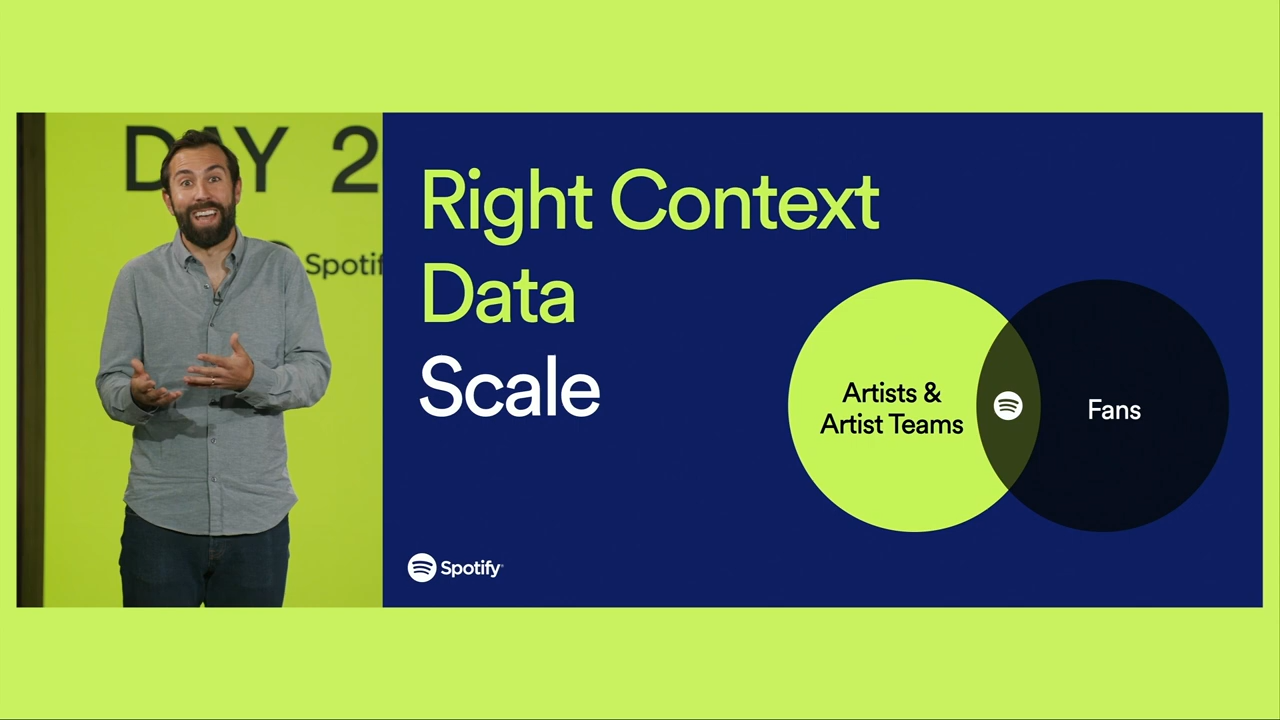 DAY 2
Spotif
Right Context
Data
Scale
Artists &
Artist Teams
Fans
Spotify